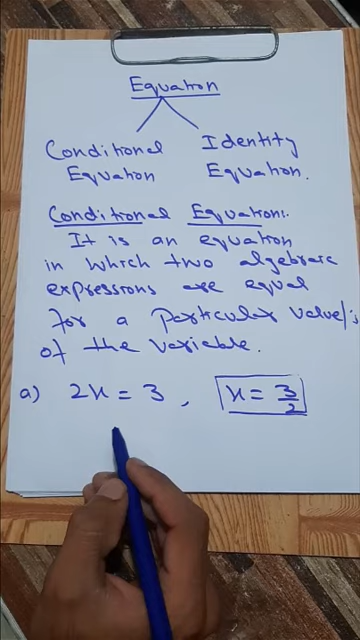 Equation
Conditional Identity
Equation Equation.
Conditional Equation:
It is an equation
in which two algebraic
expressions are equal
for a particular value/s
of the variable.
a) 2x = 3 , x = 3/2